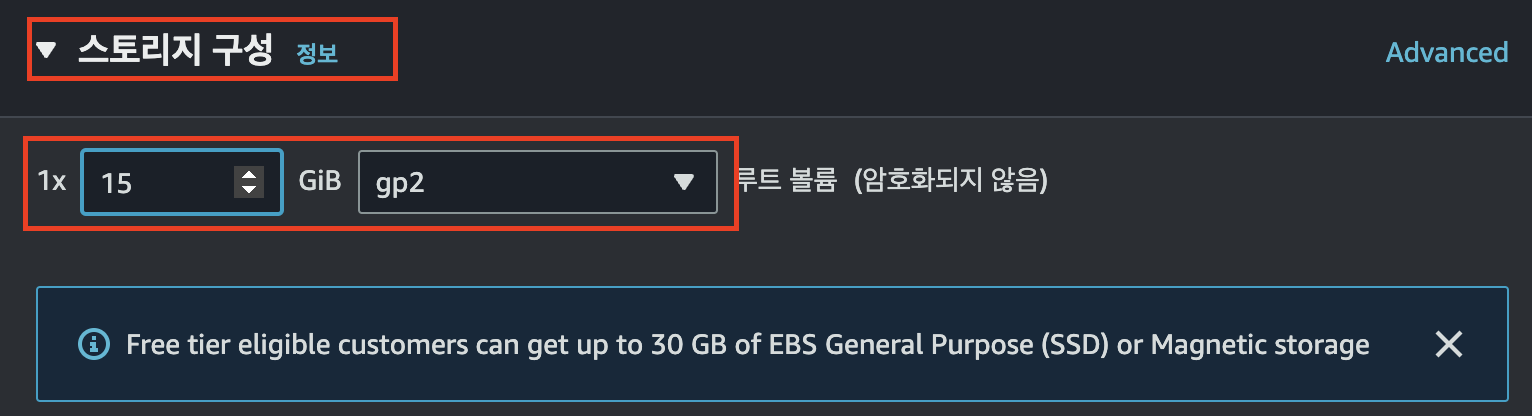 스토리지 구성 정보 Advanced
1x 15 GiB gp2 루트 볼륨 (암호화되지 않음)
Free tier eligible customers can get up to 30 GB of EBS General Purpose (SSD) or Magnetic storage